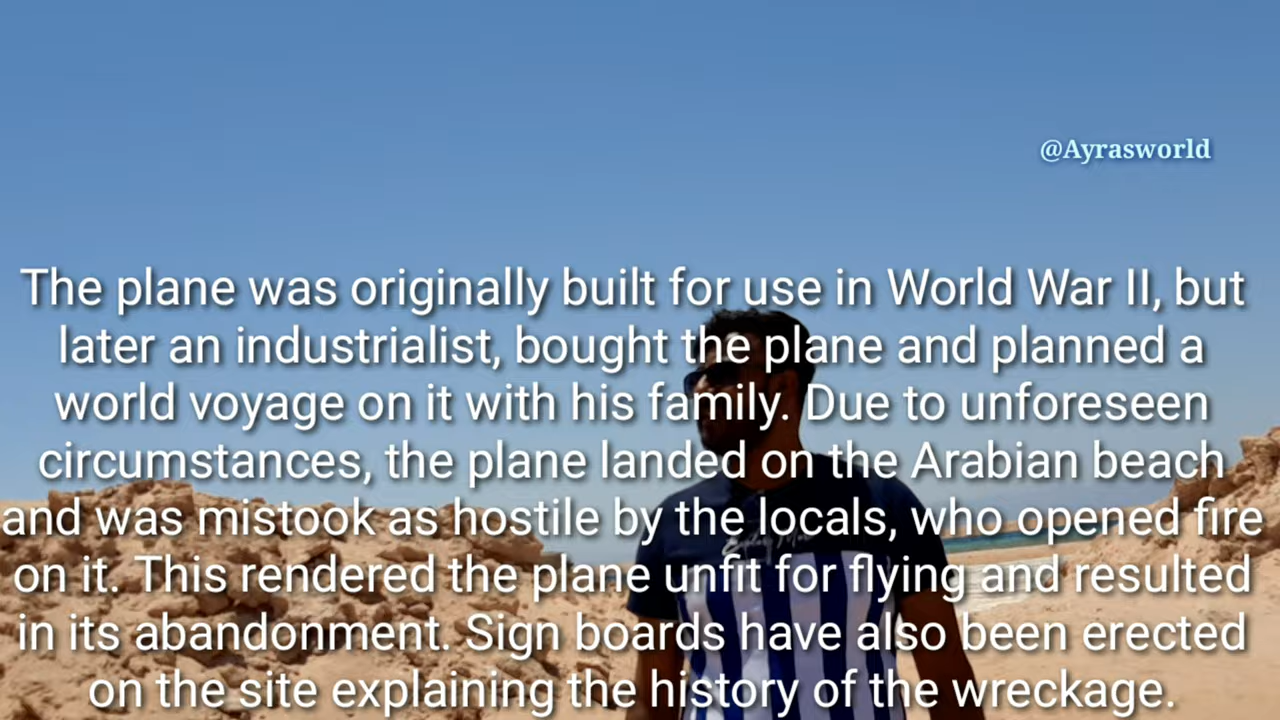 @Ayrasworld
The plane was originally built for use in World War II, but
later an industrialist, bought the plane and planned a
world voyage on it with his family. Due to unforeseen
circumstances, the plane landed on the Arabian beach
and was mistook as hostile by the locals, who opened fire
on it. This rendered the plane unfit for flying and resulted
in its abandonment. Sign boards have also been erected
on the site explaining the history of the wreckage.